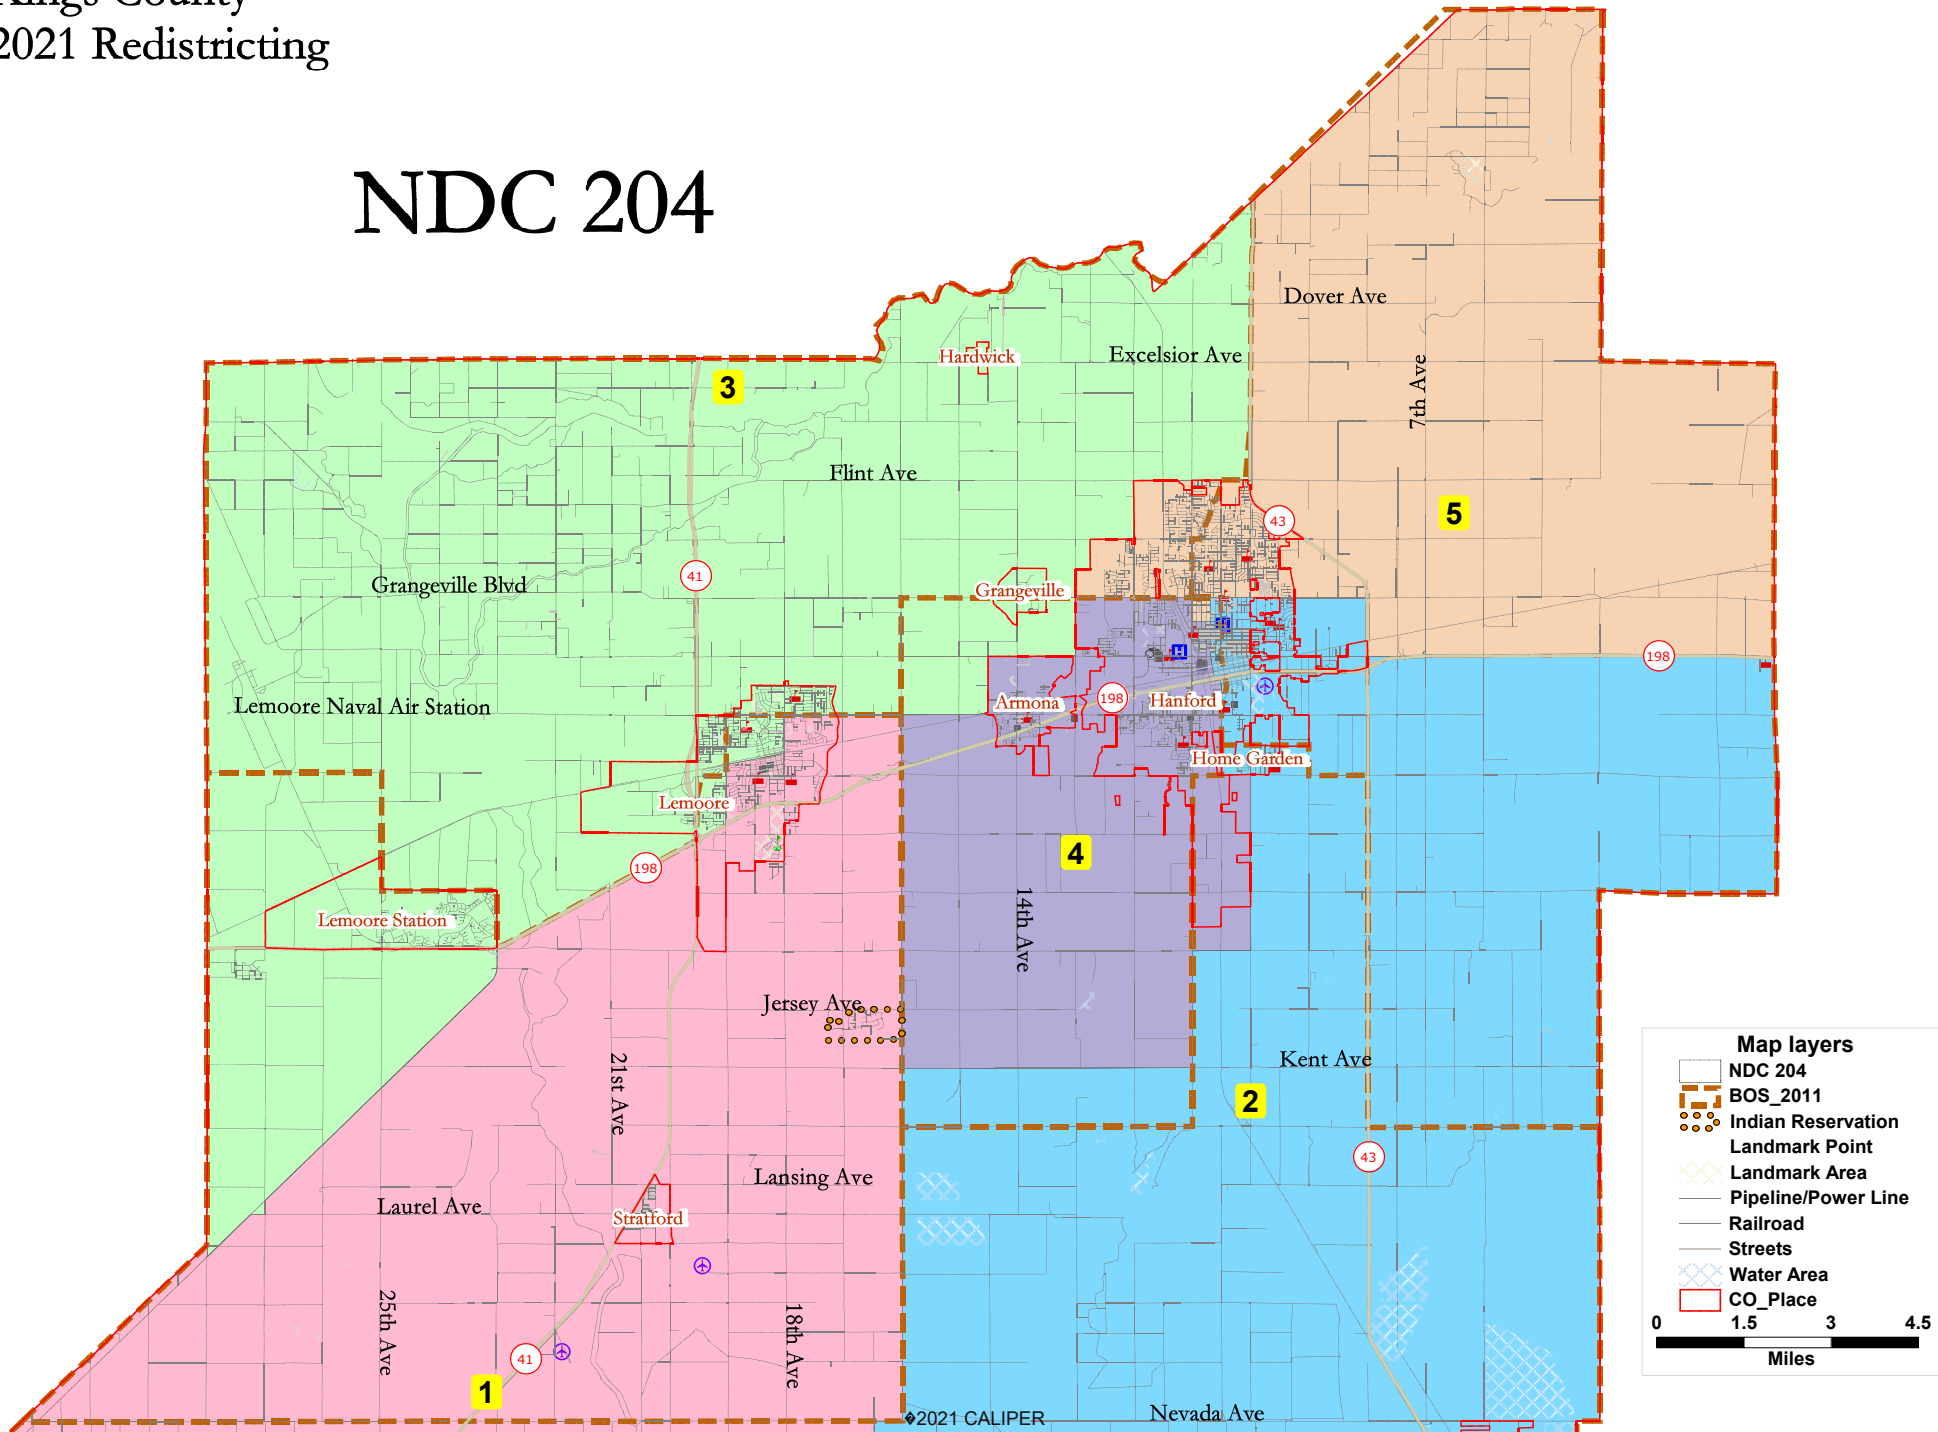 Kings County
2021 Redistricting
NDC 204
Dover Ave
Hardwick
Excelsior Ave
3
7th Ave
Flint Ave
5
43
41
Grangeville Blvd
Grangeville
H
198
Lemoore Naval Air Station
Armona
198
Hanford
Home Garden
Lemoore
4
198
Lemoore Station
14th Ave
Jersey Ave
21st Ave
Kent Ave
2
43
Lansing Ave
Laurel Ave
Stratford
25th Ave
18th Ave
41
1
�2021 CALIPER
Nevada Ave
Map layers
NDC 204
BOS_2011
Indian Reservation
Landmark Point
Landmark Area
Pipeline/Power Line
Railroad
Streets
Water Area
CO_Place
0 1.5 3 4.5
Miles